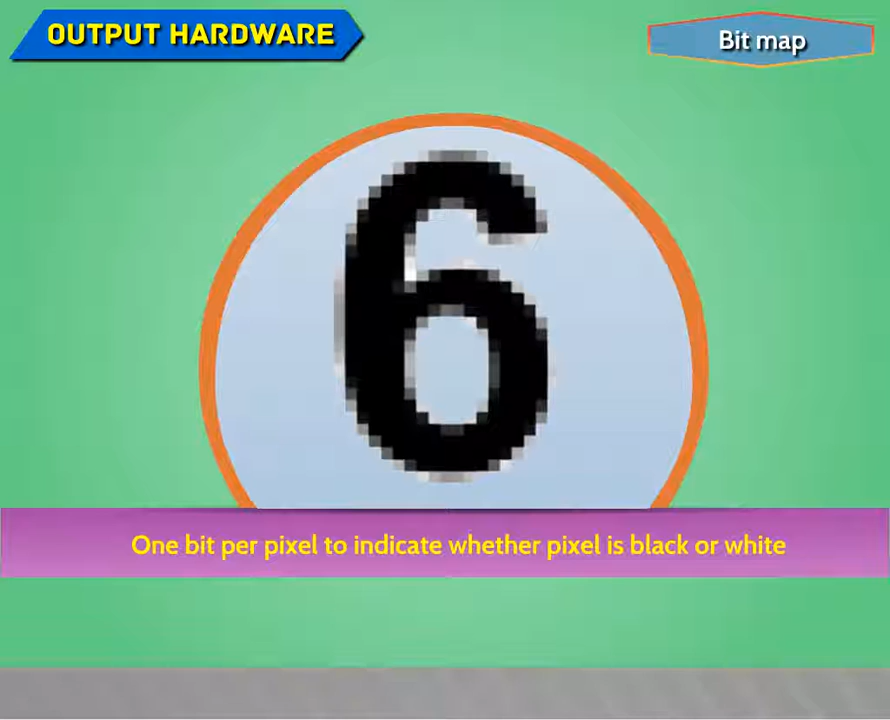 OUTPUT HARDWARE
Bit map
6
One bit per pixel to indicate whether pixel is black or white